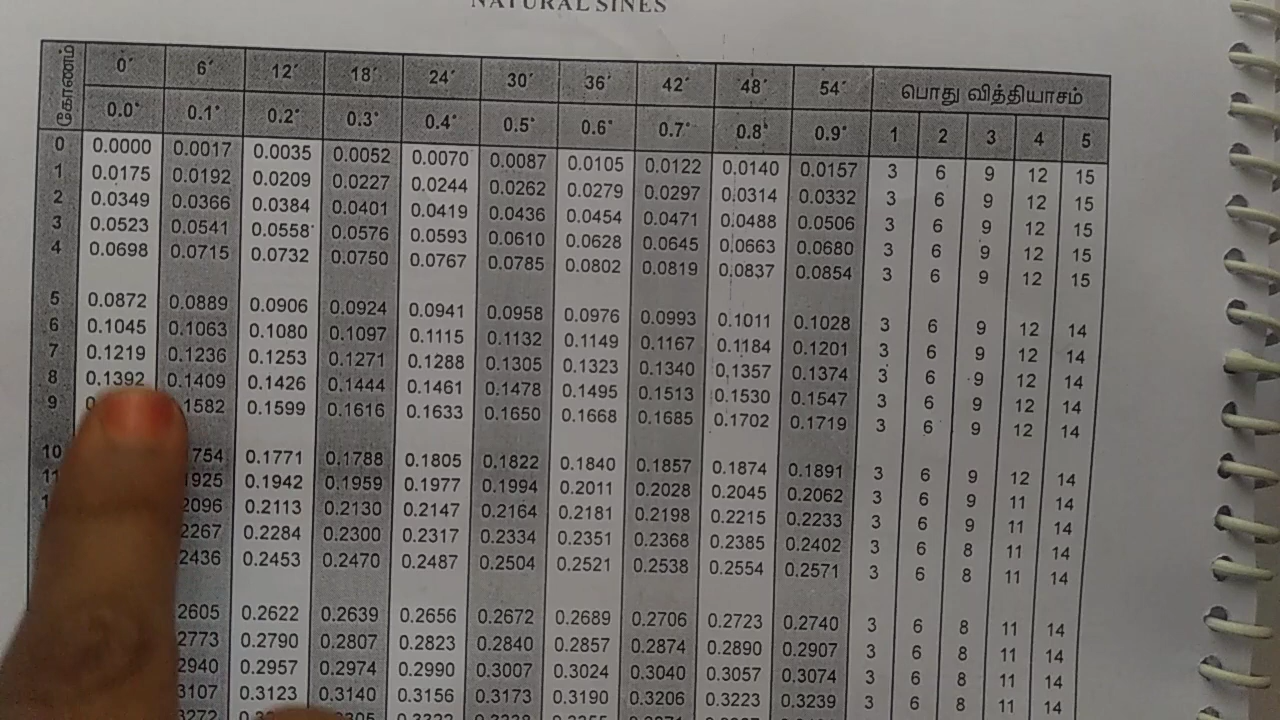 NATURAL SINES
கோணம் 0′ 6′ 12′ 18′ 24′ 30′ 36′ 42′ 48′ 54′ பொது வித்தியாசம்
0.0° 0.1° 0.2° 0.3° 0.4° 0.5° 0.6° 0.7° 0.8° 0.9° 1 2 3 4 5
0 0.0000 0.0017 0.0035 0.0052 0.0070 0.0087 0.0105 0.0122 0.0140 0.0157 3 6 9 12 15
1 0.0175 0.0192 0.0209 0.0227 0.0244 0.0262 0.0279 0.0297 0.0314 0.0332 3 6 9 12 15
2 0.0349 0.0366 0.0384 0.0401 0.0419 0.0436 0.0454 0.0471 0.0488 0.0506 3 6 9 12 15
3 0.0523 0.0541 0.0558 0.0576 0.0593 0.0610 0.0628 0.0645 0.0663 0.0680 3 6 9 12 15
4 0.0698 0.0715 0.0732 0.0750 0.0767 0.0785 0.0802 0.0819 0.0837 0.0854 3 6 9 12 15
5 0.0872 0.0889 0.0906 0.0924 0.0941 0.0958 0.0976 0.0993 0.1011 0.1028 3 6 9 12 14
6 0.1045 0.1063 0.1080 0.1097 0.1115 0.1132 0.1149 0.1167 0.1184 0.1201 3 6 9 12 14
7 0.1219 0.1236 0.1253 0.1271 0.1288 0.1305 0.1323 0.1340 0.1357 0.1374 3 6 9 12 14
8 0.1392 0.1409 0.1426 0.1444 0.1461 0.1478 0.1495 0.1513 0.1530 0.1547 3 6 9 12 14
9 1582 0.1599 0.1616 0.1633 0.1650 0.1668 0.1685 0.1702 0.1719 3 6 9 12 14
10 754 0.1771 0.1788 0.1805 0.1822 0.1840 0.1857 0.1874 0.1891 3 6 9 12 14
11 1925 0.1942 0.1959 0.1977 0.1994 0.2011 0.2028 0.2045 0.2062 3 6 9 11 14
2096 0.2113 0.2130 0.2147 0.2164 0.2181 0.2198 0.2215 0.2233 3 6 9 11 14
2267 0.2284 0.2300 0.2317 0.2334 0.2351 0.2368 0.2385 0.2402 3 6 8 11 14
2436 0.2453 0.2470 0.2487 0.2504 0.2521 0.2538 0.2554 0.2571 3 6 8 11 14
2605 0.2622 0.2639 0.2656 0.2672 0.2689 0.2706 0.2723 0.2740 3 6 8 11 14
2773 0.2790 0.2807 0.2823 0.2840 0.2857 0.2874 0.2890 0.2907 3 6 8 11 14
2940 0.2957 0.2974 0.2990 0.3007 0.3024 0.3040 0.3057 0.3074 3 6 8 11 14
3107 0.3123 0.3140 0.3156 0.3173 0.3190 0.3206 0.3223 0.3239 3 6 8 11 14